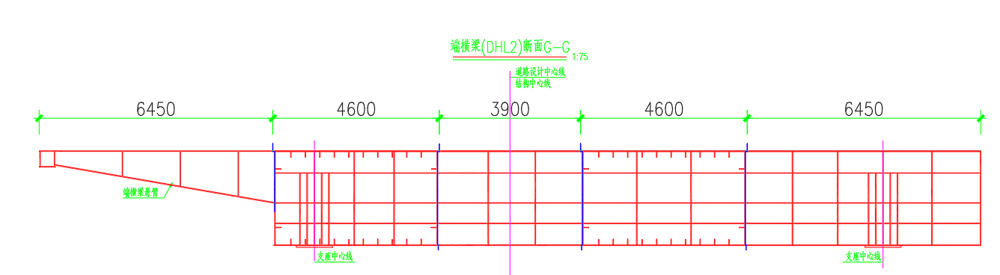 端横梁(DHL2)断面G-G 1:75
道路设计中心线
结构中心线
6450 4600 3900 4600 6450
端横梁悬臂
支座中心线 支座中心线